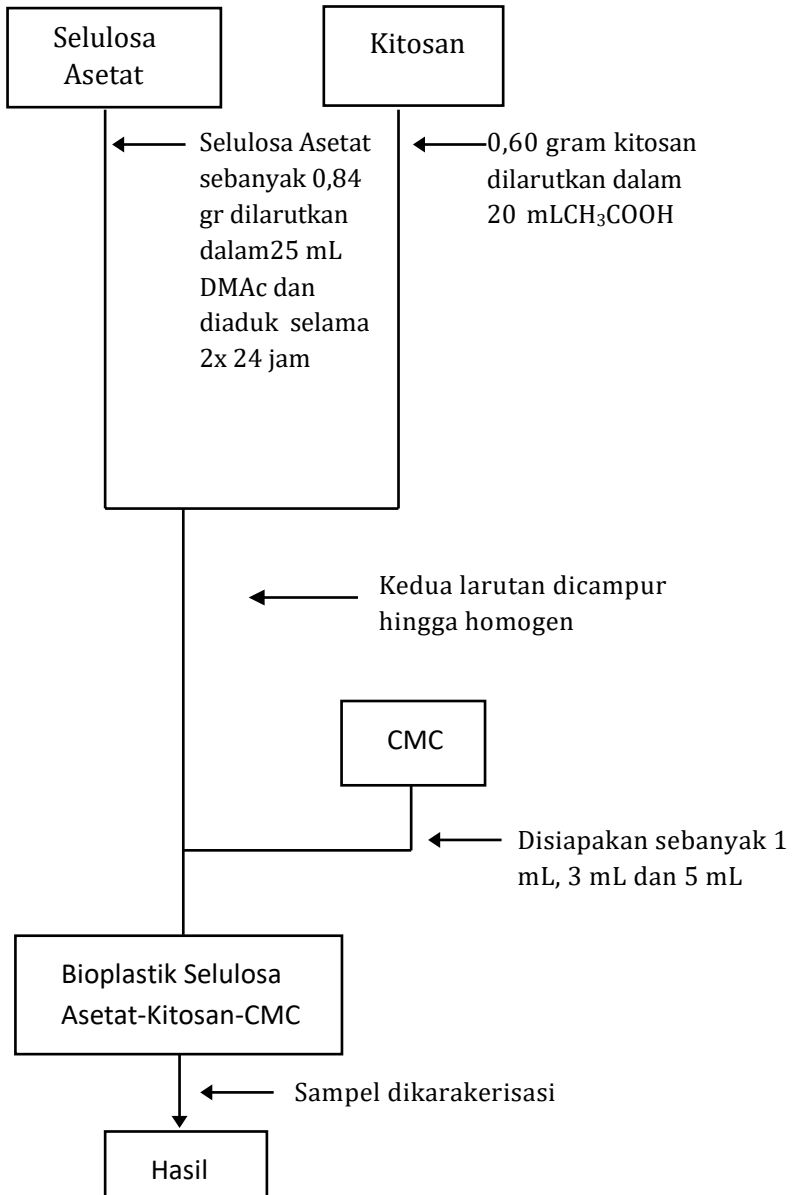 Selulosa
Asetat
Kitosan
Selulosa Asetat
sebanyak 0,84
gr dilarutkan
dalam25 mL
DMAc dan
diaduk selama
2x 24 jam
0,60 gram kitosan
dilarutkan dalam
20 mLCH₃COOH
Kedua larutan dicampur
hingga homogen
CMC
Disiapakan sebanyak 1
mL, 3 mL dan 5 mL
Bioplastik Selulosa
Asetat-Kitosan-CMC
Sampel dikarakerisasi
Hasil